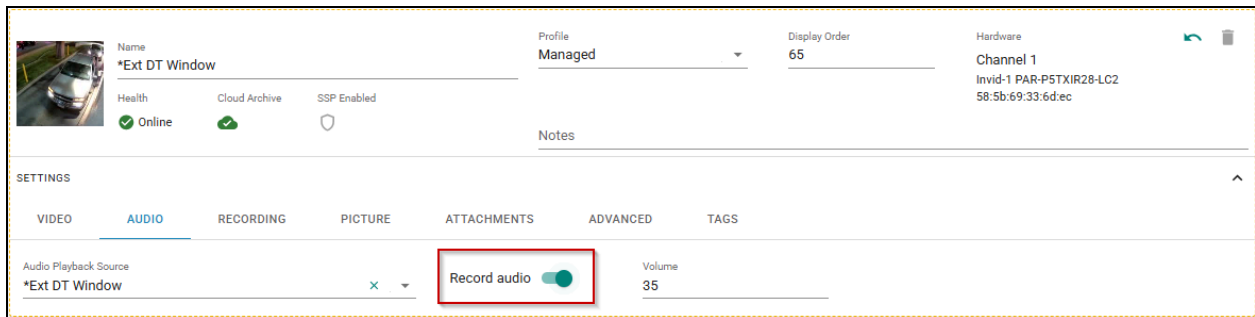 Name
*Ext DT Window
Profile
Managed
Display Order
65
Hardware
Channel 1
Invid-1 PAR-P5TXIR28-LC2
58:5b:69:33:6d:ec
Health
Online
Cloud Archive
SSP Enabled
Notes
SETTINGS
VIDEO AUDIO RECORDING PICTURE ATTACHMENTS ADVANCED TAGS
Audio Playback Source
*Ext DT Window
Record audio
Volume
35